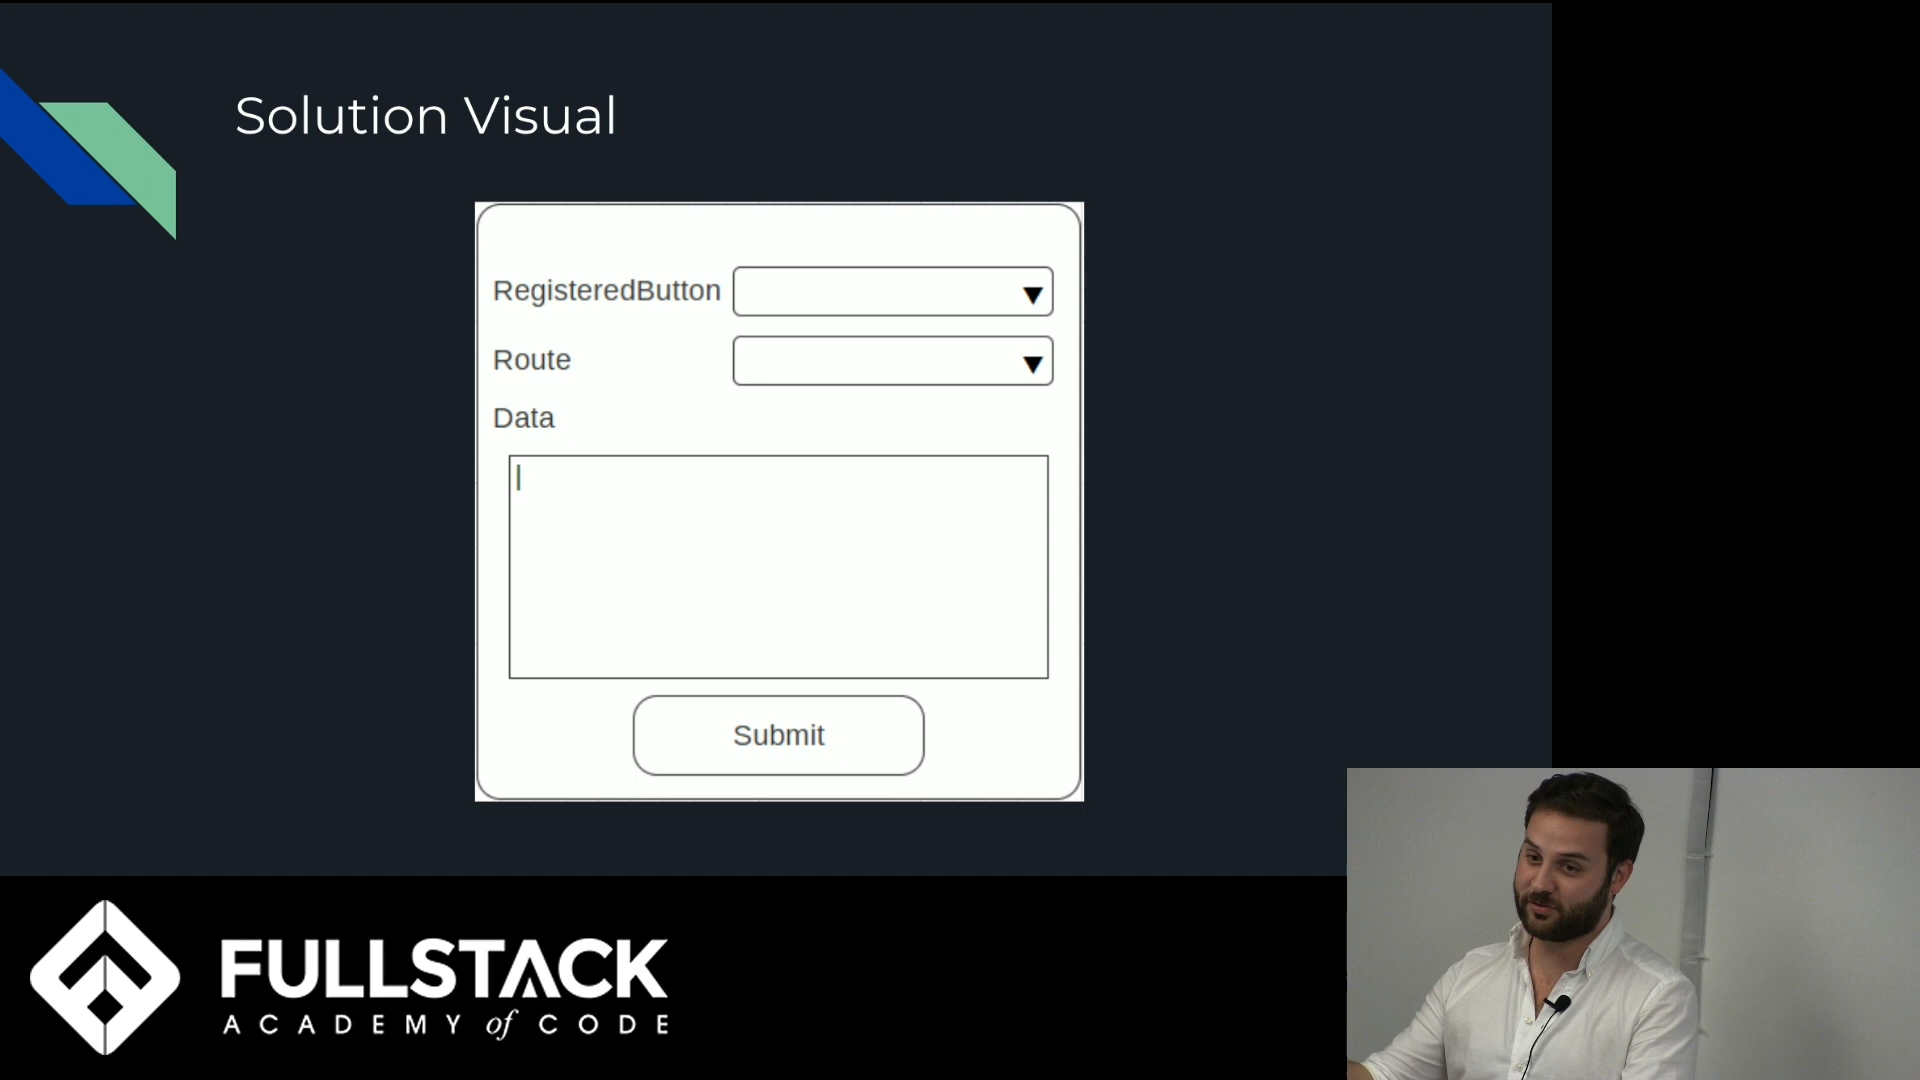 Solution Visual
RegisteredButton
Route
Data
Submit
FULLSTACK
ACADEMY of CODE